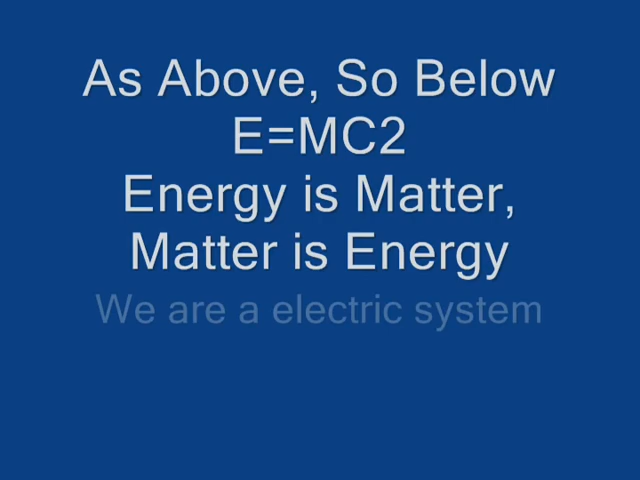 As Above, So Below
E=MC2
Energy is Matter,
Matter is Energy
We are a electric system